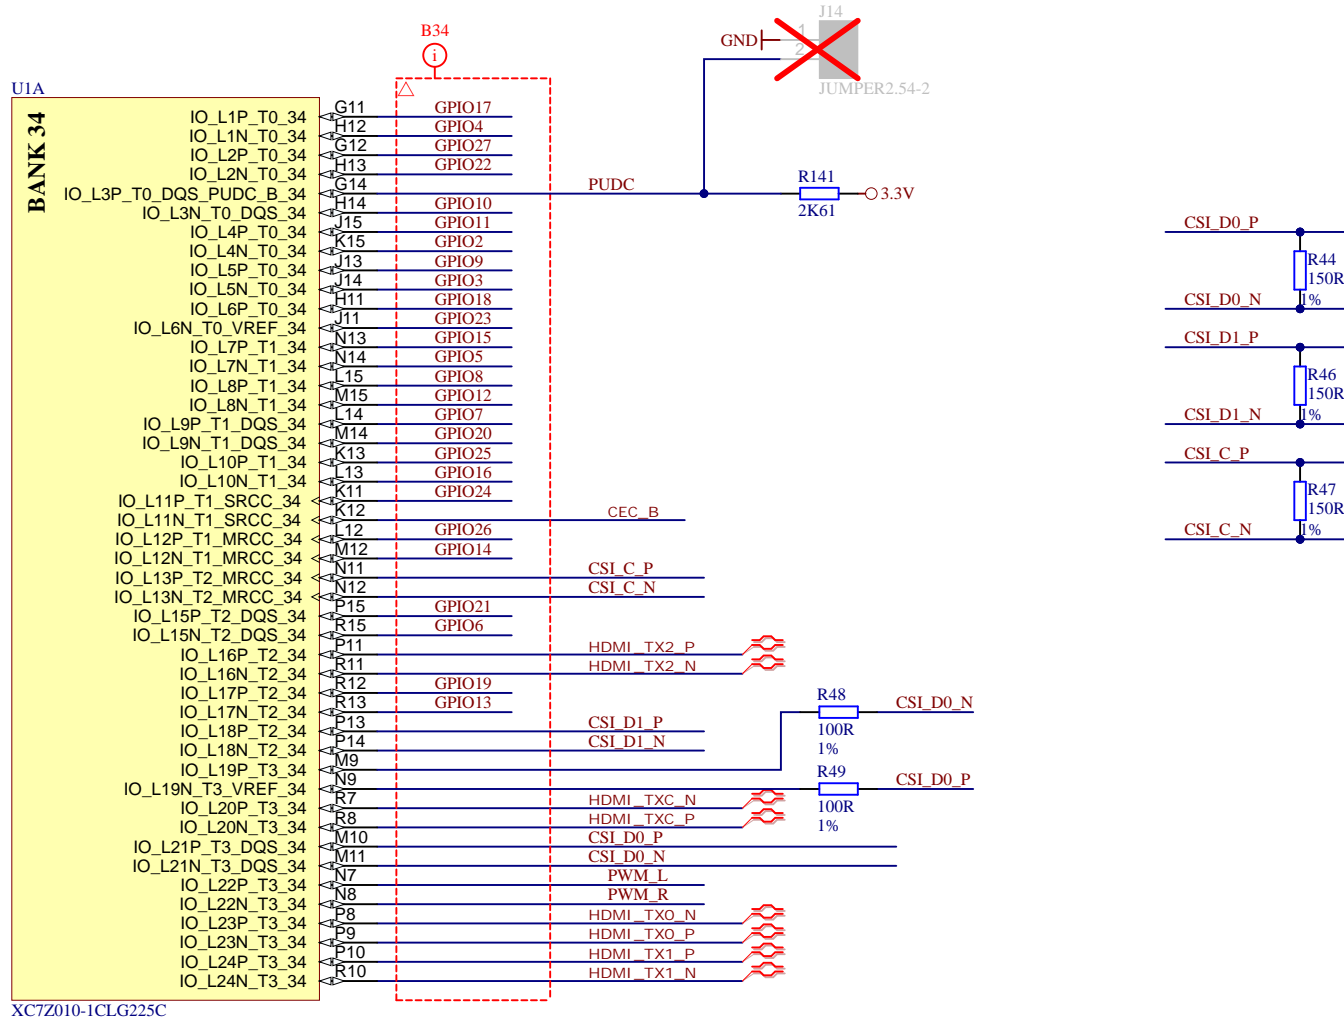 J14
1
2
GND
JUMPER2.54-2
B34
i
U1A
BANK 34
IO_L1P_T0_34 G11 GPIO17
IO_L1N_T0_34 H12 GPIO4
IO_L2P_T0_34 G12 GPIO27
IO_L2N_T0_34 H13 GPIO22
IO_L3P_T0_DQS_PUDC_B_34 G14 PUDC
R141
2K61
3.3V
IO_L3N_T0_DQS_34 H14 GPIO10
IO_L4P_T0_34 J15 GPIO11
IO_L4N_T0_34 K15 GPIO2
IO_L5P_T0_34 J13 GPIO9
IO_L5N_T0_34 J14 GPIO3
IO_L6P_T0_34 H11 GPIO18
IO_L6N_T0_VREF_34 J11 GPIO23
IO_L7P_T1_34 N13 GPIO15
IO_L7N_T1_34 N14 GPIO5
IO_L8P_T1_34 L15 GPIO8
IO_L8N_T1_34 M15 GPIO12
IO_L9P_T1_DQS_34 L14 GPIO7
IO_L9N_T1_DQS_34 M14 GPIO20
IO_L10P_T1_34 K13 GPIO25
IO_L10N_T1_34 L13 GPIO16
IO_L11P_T1_SRCC_34 K11 GPIO24
IO_L11N_T1_SRCC_34 K12 CEC_B
IO_L12P_T1_MRCC_34 L12 GPIO26
IO_L12N_T1_MRCC_34 M12 GPIO14
IO_L13P_T2_MRCC_34 N11 CSI_C_P
IO_L13N_T2_MRCC_34 N12 CSI_C_N
IO_L15P_T2_DQS_34 P15 GPIO21
IO_L15N_T2_DQS_34 R15 GPIO6
IO_L16P_T2_34 P11 HDMI_TX2_P
IO_L16N_T2_34 R11 HDMI_TX2_N
IO_L17P_T2_34 R12 GPIO19
IO_L17N_T2_34 R13 GPIO13
IO_L18P_T2_34 P13 CSI_D1_P
IO_L18N_T2_34 P14 CSI_D1_N
IO_L19P_T3_34 M9
R48
100R
1%
CSI_D0_N
IO_L19N_T3_VREF_34 N9
R49
100R
1%
CSI_D0_P
IO_L20P_T3_34 R7 HDMI_TXC_N
IO_L20N_T3_34 R8 HDMI_TXC_P
IO_L21P_T3_DQS_34 M10 CSI_D0_P
IO_L21N_T3_DQS_34 M11 CSI_D0_N
IO_L22P_T3_34 N7 PWM_L
IO_L22N_T3_34 N8 PWM_R
IO_L23P_T3_34 P8 HDMI_TX0_N
IO_L23N_T3_34 P9 HDMI_TX0_P
IO_L24P_T3_34 P10 HDMI_TX1_P
IO_L24N_T3_34 R10 HDMI_TX1_N
XC7Z010-1CLG225C
CSI_D0_P
R44
150R
1%
CSI_D0_N
CSI_D1_P
R46
150R
1%
CSI_D1_N
CSI_C_P
R47
150R
1%
CSI_C_N